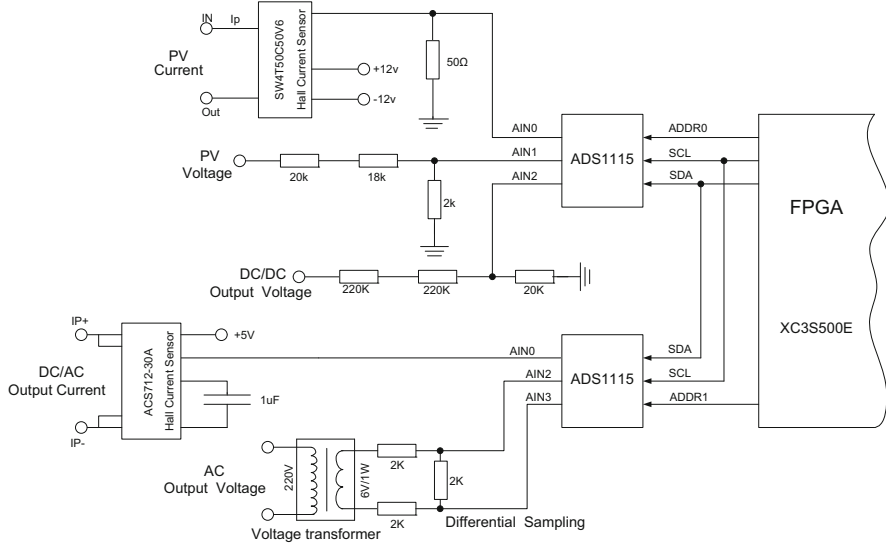 IN
Ip
PV
Current
Out
SW4T50C50V6
Hall Current Sensor
+12v
-12v
50Ω
PV
Voltage
20k
18k
2k
AIN0
AIN1
AIN2
ADS1115
ADDR0
SCL
SDA
FPGA
XC3S500E
DC/DC
Output Voltage
220K
220K
20K
IP+
DC/AC
Output Current
IP-
ACS712-30A
Hall Current Sensor
+5V
1uF
AIN0
AIN2
AIN3
ADS1115
SDA
SCL
ADDR1
AC
Output Voltage
220V
6V/1W
2K
2K
2K
Voltage transformer
Differential Sampling